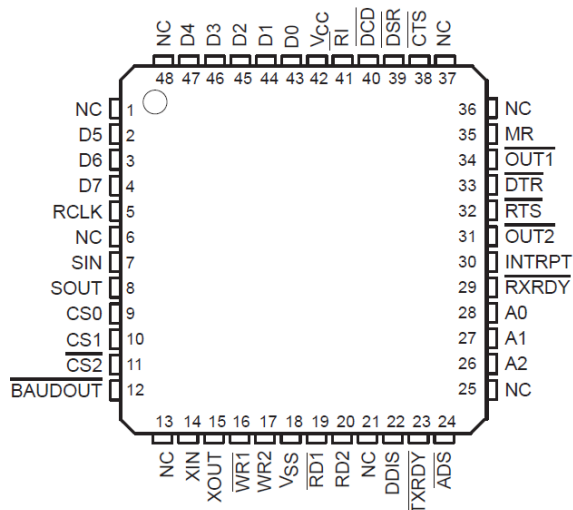 NC D4 D3 D2 D1 D0 VCC RI DCD DSR CTS NC
48 47 46 45 44 43 42 41 40 39 38 37
NC 1 36 NC
D5 2 35 MR
D6 3 34 OUT1
D7 4 33 DTR
RCLK 5 32 RTS
NC 6 31 OUT2
SIN 7 30 INTRPT
SOUT 8 29 RXRDY
CS0 9 28 A0
CS1 10 27 A1
CS2 11 26 A2
BAUDOUT 12 25 NC
13 14 15 16 17 18 19 20 21 22 23 24
NC XIN XOUT WR1 WR2 VSS RD1 RD2 NC DDIS TXRDY ADS